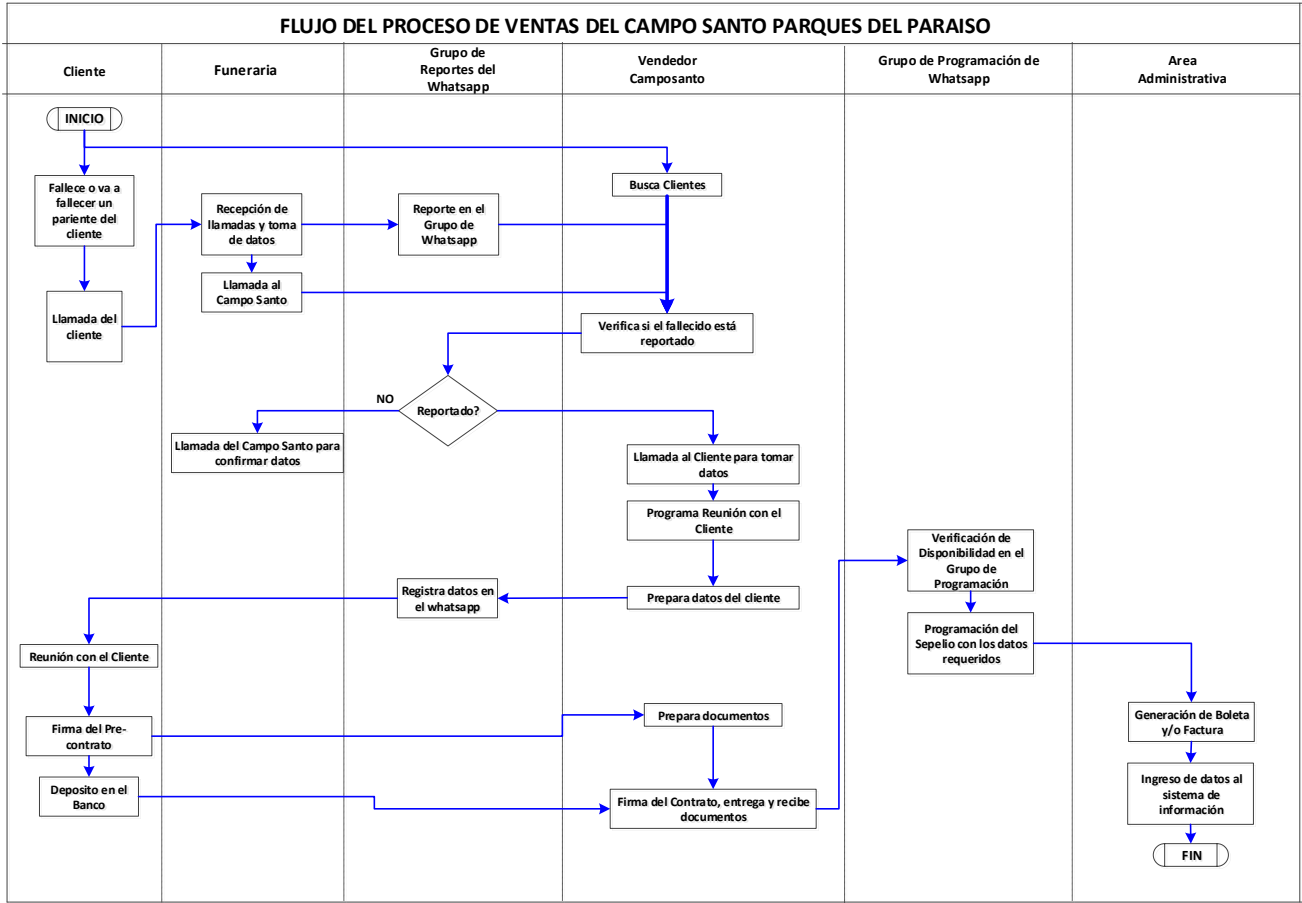 FLUJO DEL PROCESO DE VENTAS DEL CAMPO SANTO PARQUES DEL PARAISO
Cliente
Funeraria
Grupo de
Reportes del
Whatsapp
Vendedor
Camposanto
Grupo de Programación de
Whatsapp
Area
Administrativa
INICIO
Fallece o va a
fallecer un
pariente del
cliente
Busca Clientes
Recepción de
llamadas y toma
de datos
Reporte en el
Grupo de
Whatsapp
Llamada al
Campo Santo
Llamada del
cliente
Verifica si el fallecido está
reportado
NO
Reportado?
Llamada del Campo Santo para
confirmar datos
Llamada al Cliente para tomar
datos
Programa Reunión con el
Cliente
Verificación de
Disponibilidad en el
Grupo de
Programación
Registra datos en
el whatsapp
Prepara datos del cliente
Programación del
Sepelio con los datos
requeridos
Reunión con el Cliente
Firma del Pre-
contrato
Prepara documentos
Generación de Boleta
y/o Factura
Deposito en el
Banco
Firma del Contrato, entrega y recibe
documentos
Ingreso de datos al
sistema de
información
FIN